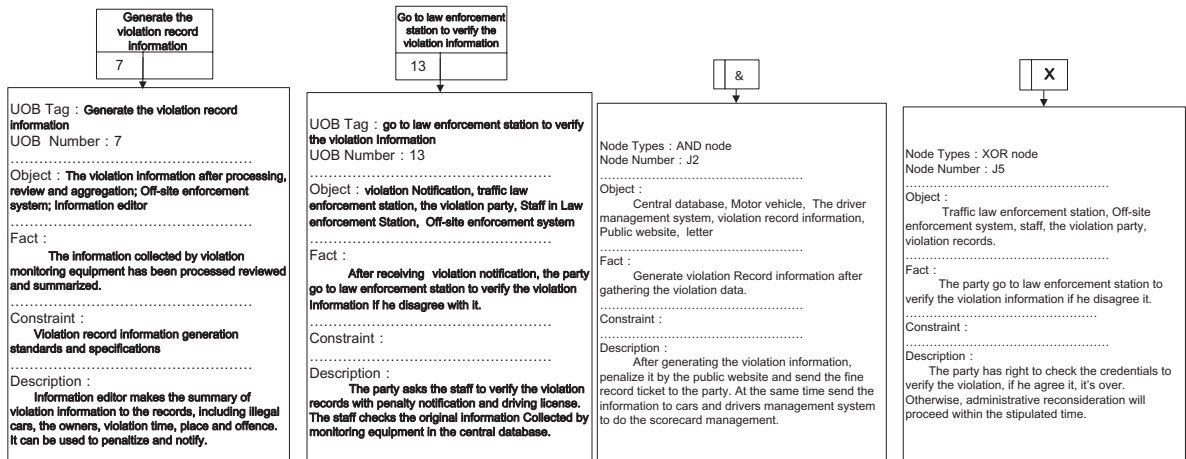 Generate the
violation record
information
7
UOB Tag : Generate the violation record
information
UOB Number : 7
Object : The violation information after processing,
review and aggregation; Off-site enforcement
system; Information editor
Fact :
The information collected by violation
monitoring equipment has been processed reviewed
and summarized.
Constraint :
Violation record information generation
standards and specifications
Description :
Information editor makes the summary of
violation information to the records, including illegal
cars, the owners, violation time, place and offence.
It can be used to penaltize and notify.
Go to law enforcement
station to verify the
violation information
13
UOB Tag : go to law enforcement station to verify
the violation Information
UOB Number : 13
Object : violation Notification, traffic law
enforcement station, the violation party, Staff in Law
enforcement Station, Off-site enforcement system
Fact :
After receiving violation notification, the party
go to law enforcement station to verify the violation
Information If he disagree with it.
Constraint :
Description :
The party asks the staff to verify the violation
records with penalty notification and driving license.
The staff checks the original information Collected by
monitoring equipment in the central database.
&
Node Types : AND node
Node Number : J2
Object :
Central database, Motor vehicle, The driver
management system, violation record information,
Public website, letter
Fact :
Generate violation Record information after
gathering the violation data.
Constraint :
Description :
After generating the violation information,
penalize it by the public website and send the fine
record ticket to the party. At the same time send the
information to cars and drivers management system
to do the scorecard management.
X
Node Types : XOR node
Node Number : J5
Object :
Traffic law enforcement station, Off-site
enforcement system, staff, the violation party,
violation records.
Fact :
The party go to law enforcement station to
verify the violation information if he disagree it.
Constraint :
Description :
The party has right to check the credentials to
verify the violation, if he agree it, it's over.
Otherwise, administrative reconsideration will
proceed within the stipulated time.